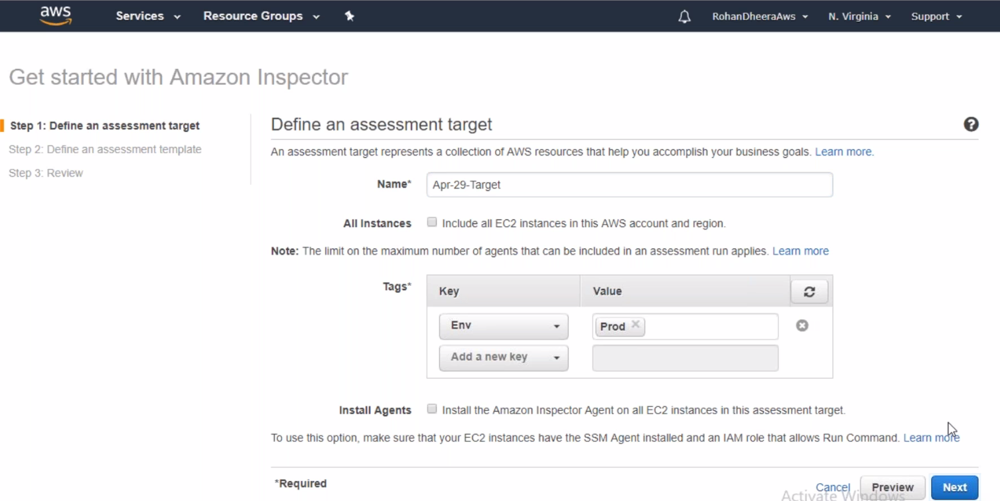 aws Services Resource Groups RohanDheeraAws N. Virginia Support
Get started with Amazon Inspector
Step 1: Define an assessment target
Step 2: Define an assessment template
Step 3: Review
Define an assessment target
An assessment target represents a collection of AWS resources that help you accomplish your business goals. Learn more.
Name* Apr-29-Target
All Instances Include all EC2 instances in this AWS account and region.
Note: The limit on the maximum number of agents that can be included in an assessment run applies. Learn more
Tags* Key Value
Env Prod
Add a new key
Install Agents Install the Amazon Inspector Agent on all EC2 instances in this assessment target.
To use this option, make sure that your EC2 instances have the SSM Agent installed and an IAM role that allows Run Command. Learn more
*Required Cancel Preview Next
Activate Windows